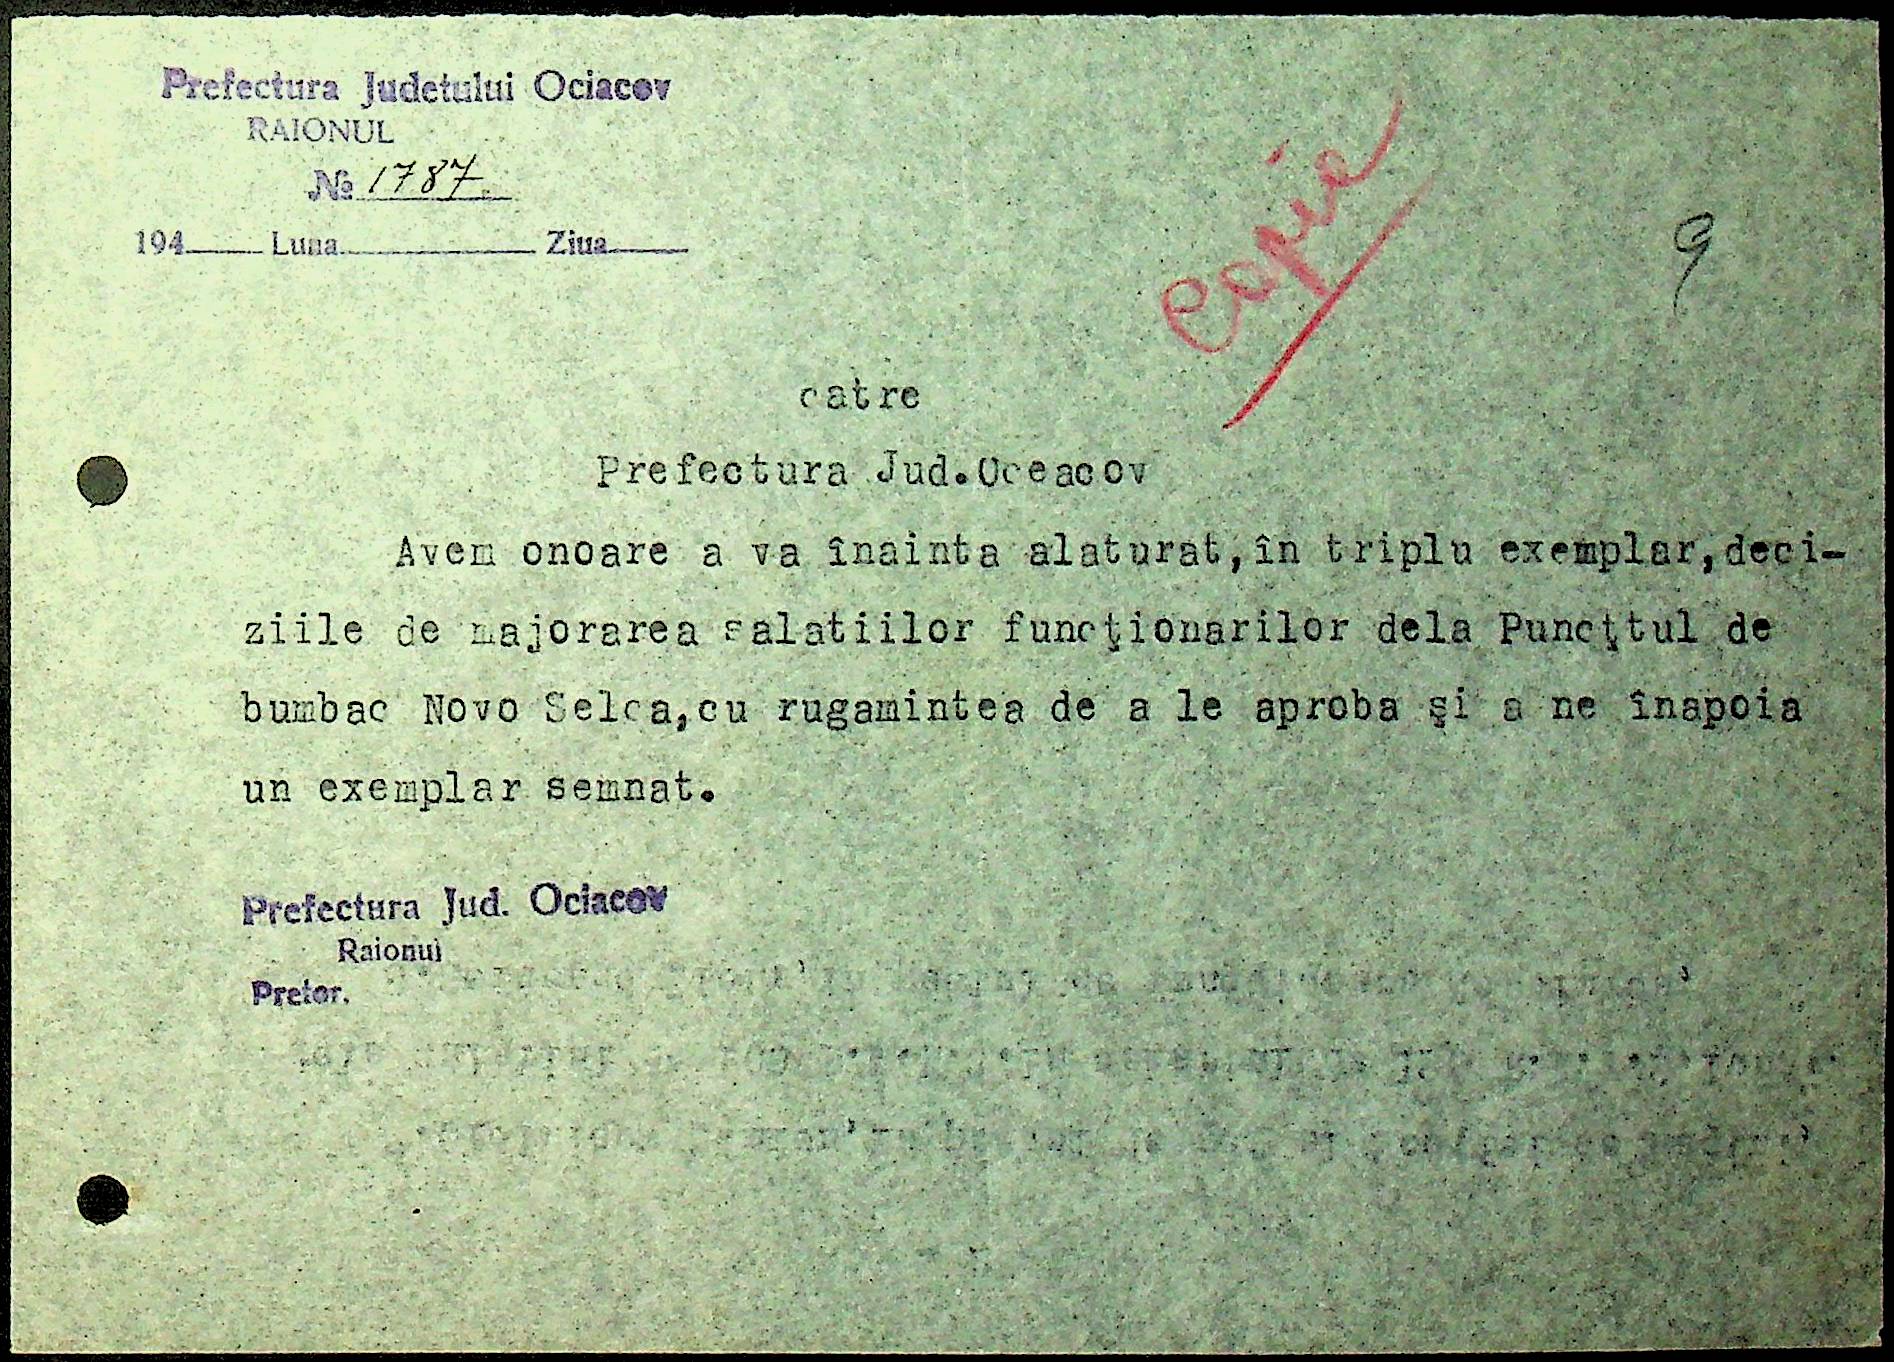 Prefectura Judetului Ociacov
RAIONUL
№ 1787
194 Luna Ziua
Copie
9
catre
Prefectura Jud.Oceacov
Avem onoare a va înainta alaturat,în triplu exemplar,deci-
ziile de majorarea salatiilor funcţionarilor dela Puncţtul de
bumbac Novo Selca,cu rugamintea de a le aproba şi a ne înapoia
un exemplar semnat.
Prefectura Jud. Ociacov
Raionul
Pretor.